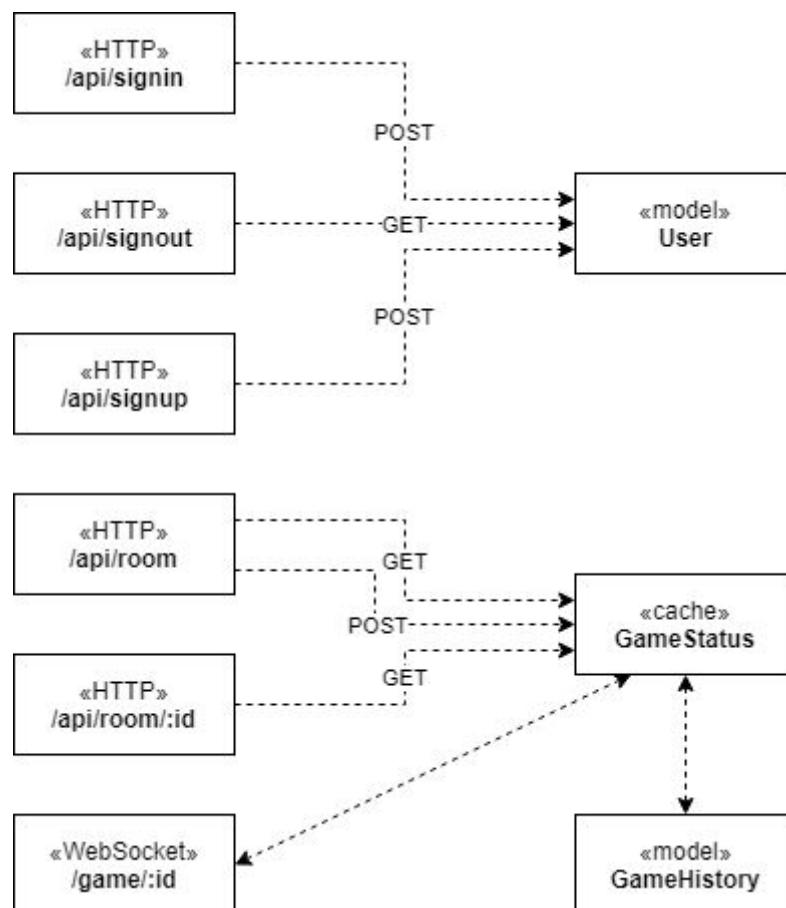 «HTTP»
/api/signin
POST
«HTTP»
/api/signout
GET
«model»
User
POST
«HTTP»
/api/signup
«HTTP»
/api/room
GET
POST
«cache»
GameStatus
«HTTP»
/api/room/:id
GET
«WebSocket»
/game/:id
«model»
GameHistory